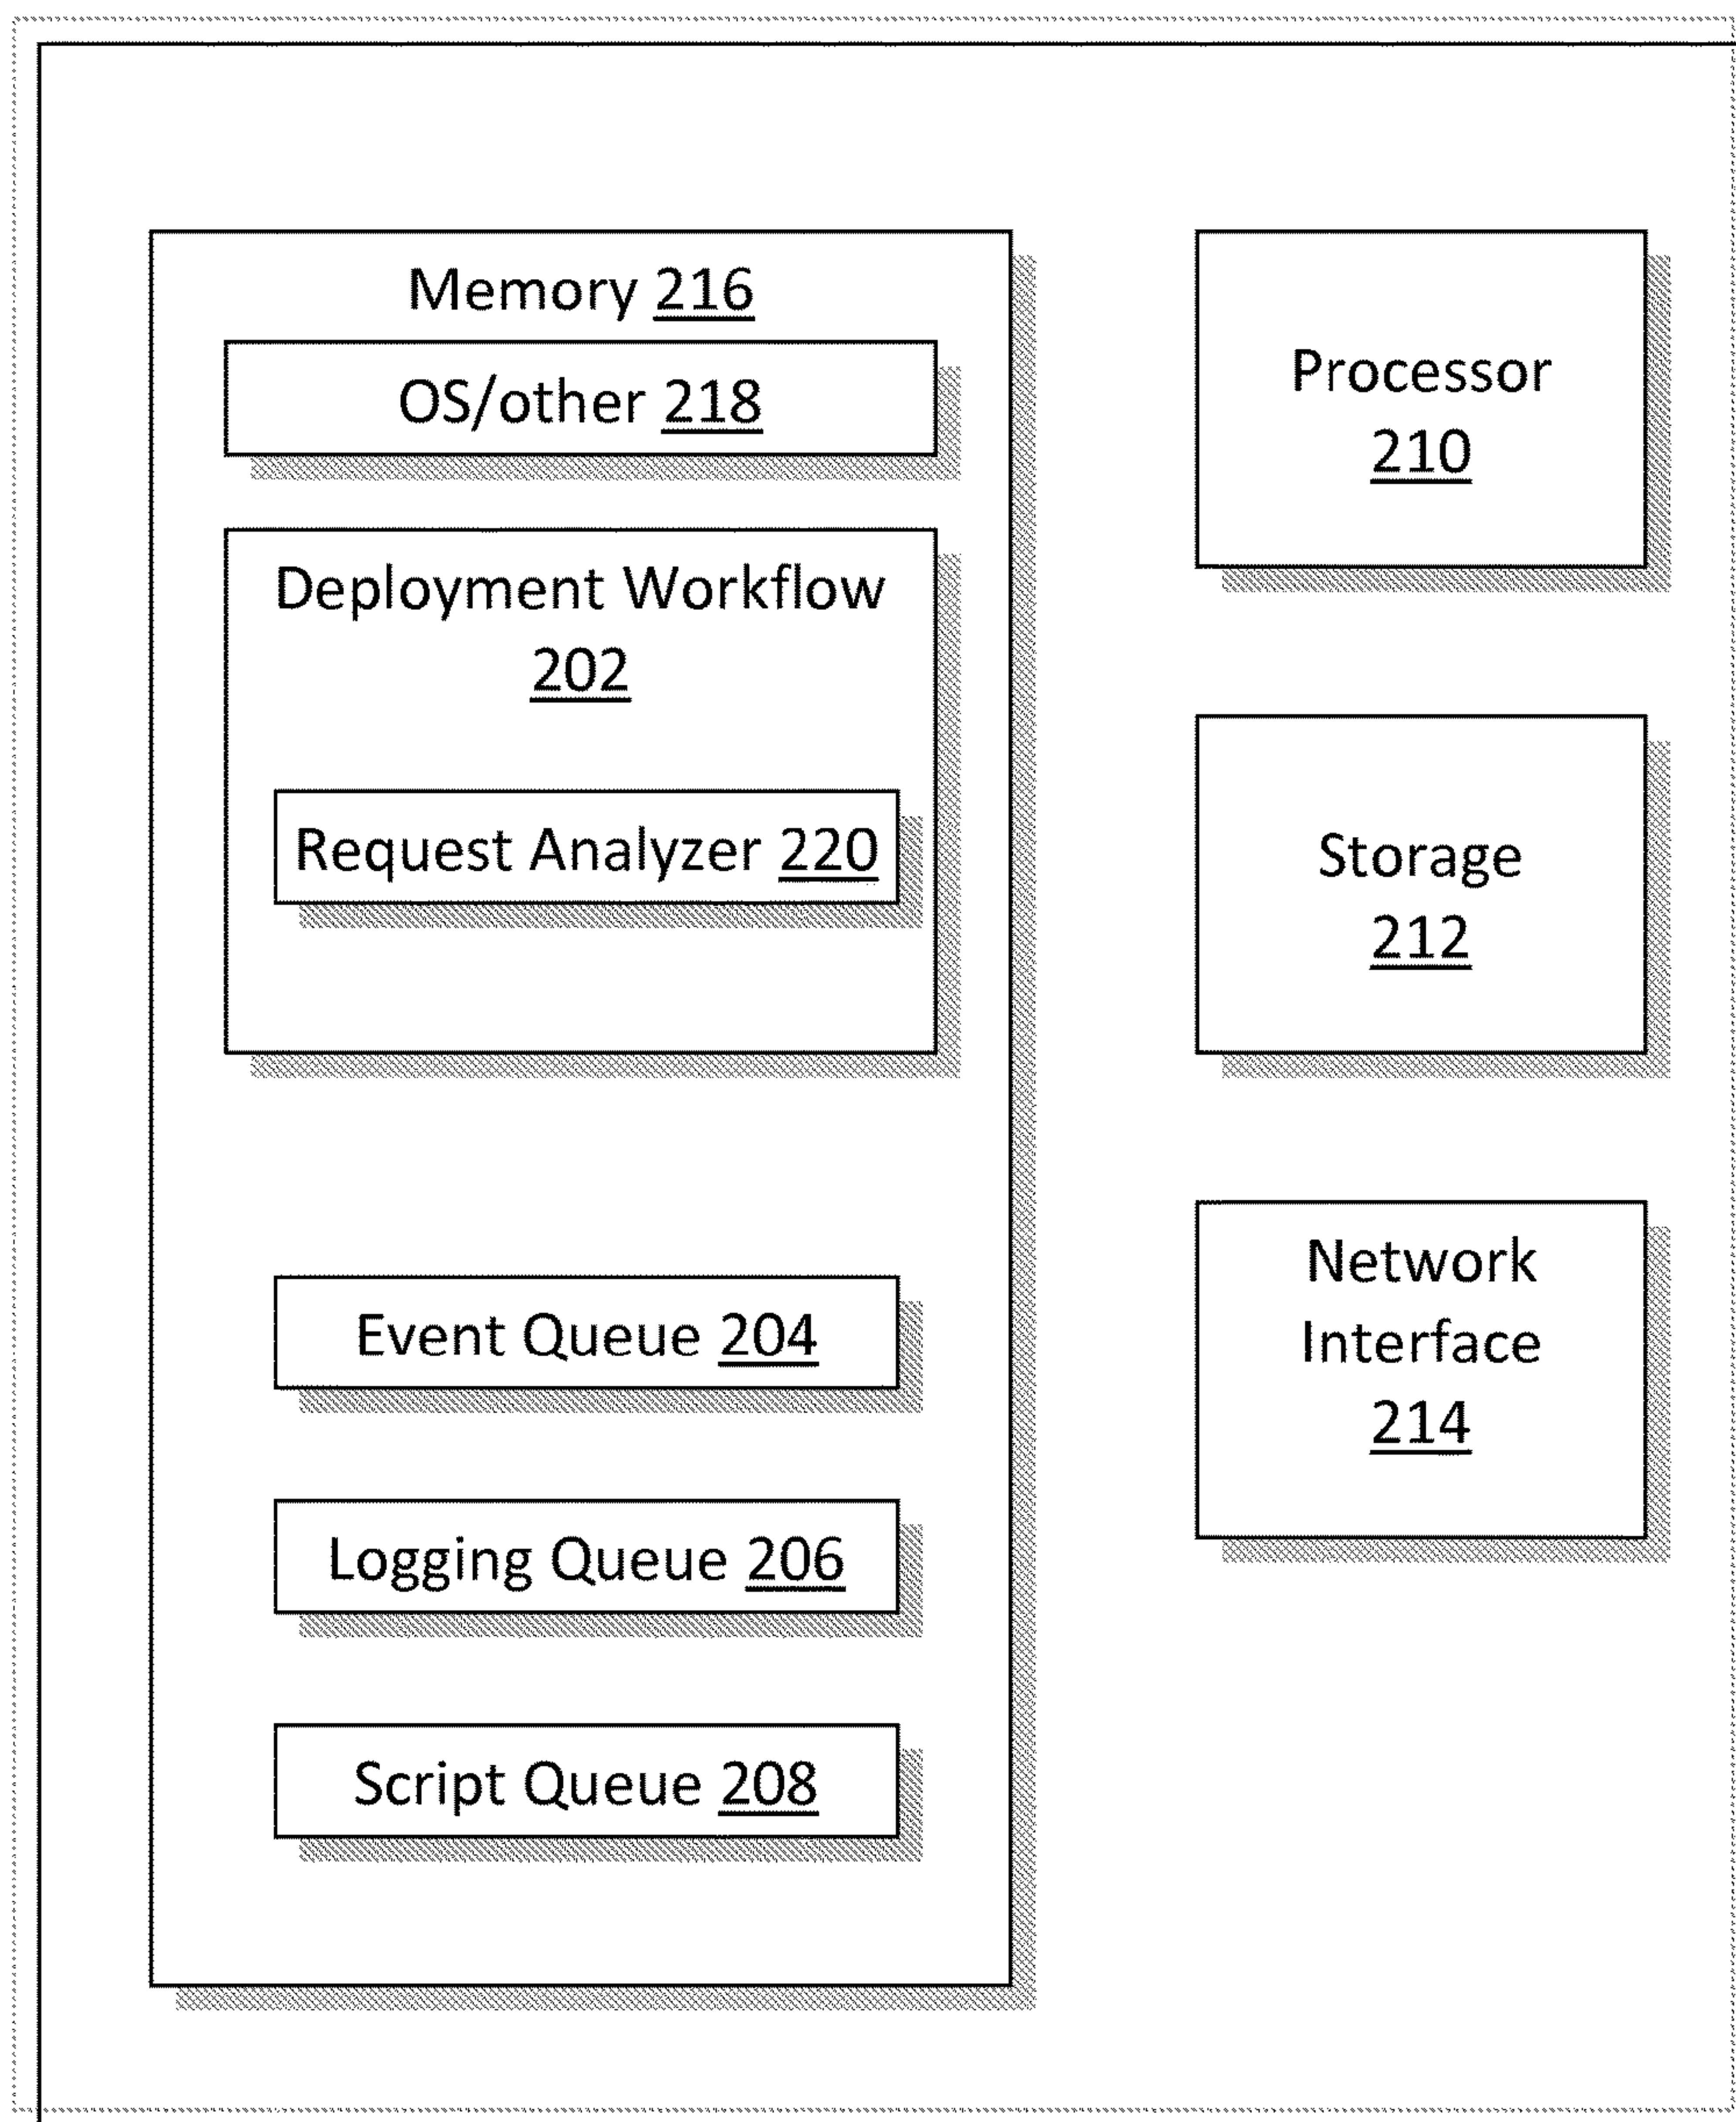 Memory 216
OS/other 218
Deployment Workflow
202
Request Analyzer 220
Event Queue 204
Logging Queue 206
Script Queue 208
Processor
210
Storage
212
Network
Interface
214